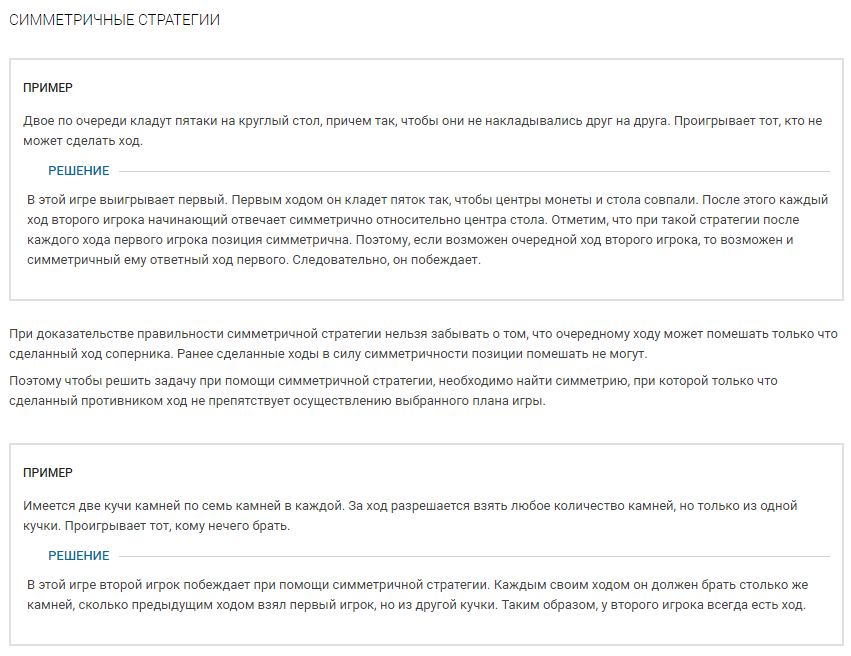 СИММЕТРИЧНЫЕ СТРАТЕГИИ
ПРИМЕР
Двое по очереди кладут пятаки на круглый стол, причем так, чтобы они не накладывались друг на друга. Проигрывает тот, кто не
может сделать ход.
РЕШЕНИЕ
В этой игре выигрывает первый. Первым ходом он кладет пяток так, чтобы центры монеты и стола совпали. После этого каждый
ход второго игрока начинающий отвечает симметрично относительно центра стола. Отметим, что при такой стратегии после
каждого хода первого игрока позиция симметрична. Поэтому, если возможен очередной ход второго игрока, то возможен и
симметричный ему ответный ход первого. Следовательно, он побеждает.
При доказательстве правильности симметричной стратегии нельзя забывать о том, что очередному ходу может помешать только что
сделанный ход соперника. Ранее сделанные ходы в силу симметричности позиции помешать не могут.
Поэтому чтобы решить задачу при помощи симметричной стратегии, необходимо найти симметрию, при которой только что
сделанный противником ход не препятствует осуществлению выбранного плана игры.
ПРИМЕР
Имеется две кучи камней по семь камней в каждой. За ход разрешается взять любое количество камней, но только из одной
кучки. Проигрывает тот, кому нечего брать.
РЕШЕНИЕ
В этой игре второй игрок побеждает при помощи симметричной стратегии. Каждым своим ходом он должен брать столько же
камней, сколько предыдущим ходом взял первый игрок, но из другой кучки. Таким образом, у второго игрока всегда есть ход.